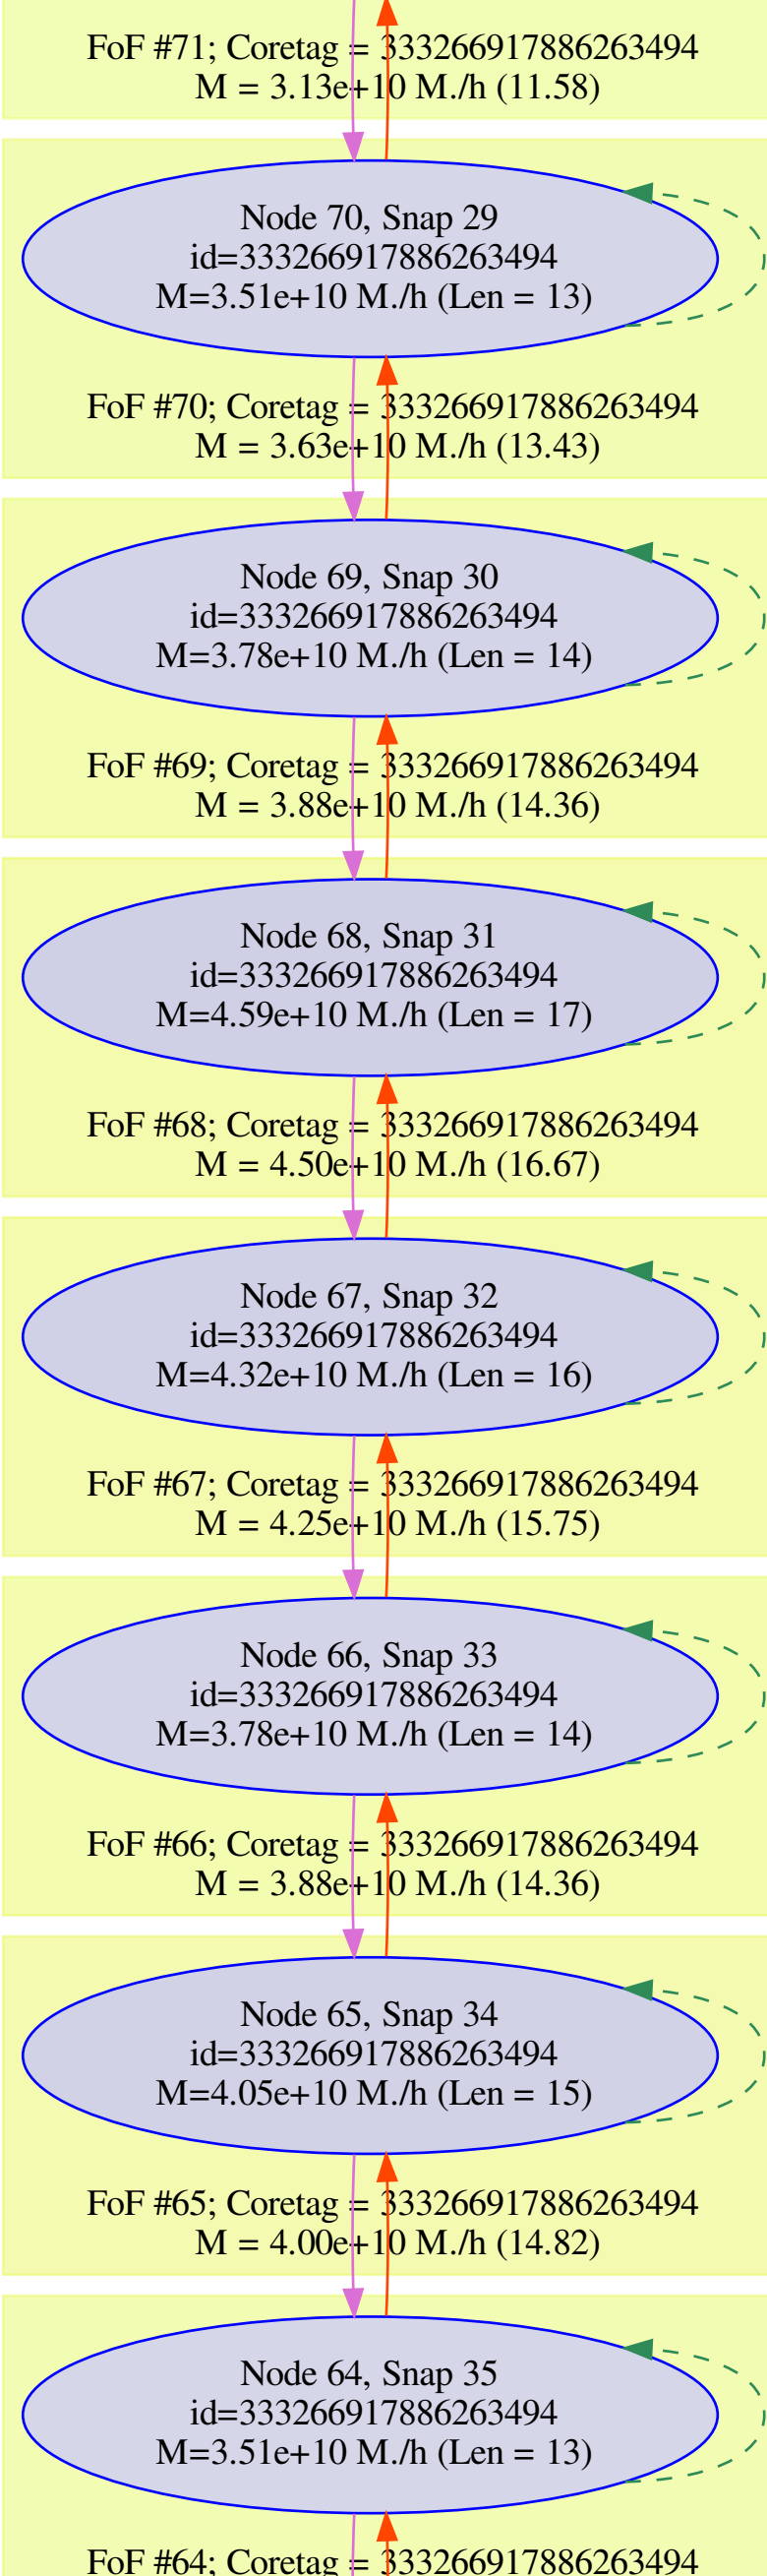 FoF #71; Coretag = 333266917886263494
M = 3.13e+10 M./h (11.58)
Node 70, Snap 29
id=333266917886263494
M=3.51e+10 M./h (Len = 13)
FoF #70; Coretag = 333266917886263494
M = 3.63e+10 M./h (13.43)
Node 69, Snap 30
id=333266917886263494
M=3.78e+10 M./h (Len = 14)
FoF #69; Coretag = 333266917886263494
M = 3.88e+10 M./h (14.36)
Node 68, Snap 31
id=333266917886263494
M=4.59e+10 M./h (Len = 17)
FoF #68; Coretag = 333266917886263494
M = 4.50e+10 M./h (16.67)
Node 67, Snap 32
id=333266917886263494
M=4.32e+10 M./h (Len = 16)
FoF #67; Coretag = 333266917886263494
M = 4.25e+10 M./h (15.75)
Node 66, Snap 33
id=333266917886263494
M=3.78e+10 M./h (Len = 14)
FoF #66; Coretag = 333266917886263494
M = 3.88e+10 M./h (14.36)
Node 65, Snap 34
id=333266917886263494
M=4.05e+10 M./h (Len = 15)
FoF #65; Coretag = 333266917886263494
M = 4.00e+10 M./h (14.82)
Node 64, Snap 35
id=333266917886263494
M=3.51e+10 M./h (Len = 13)
FoF #64; Coretag = 333266917886263494